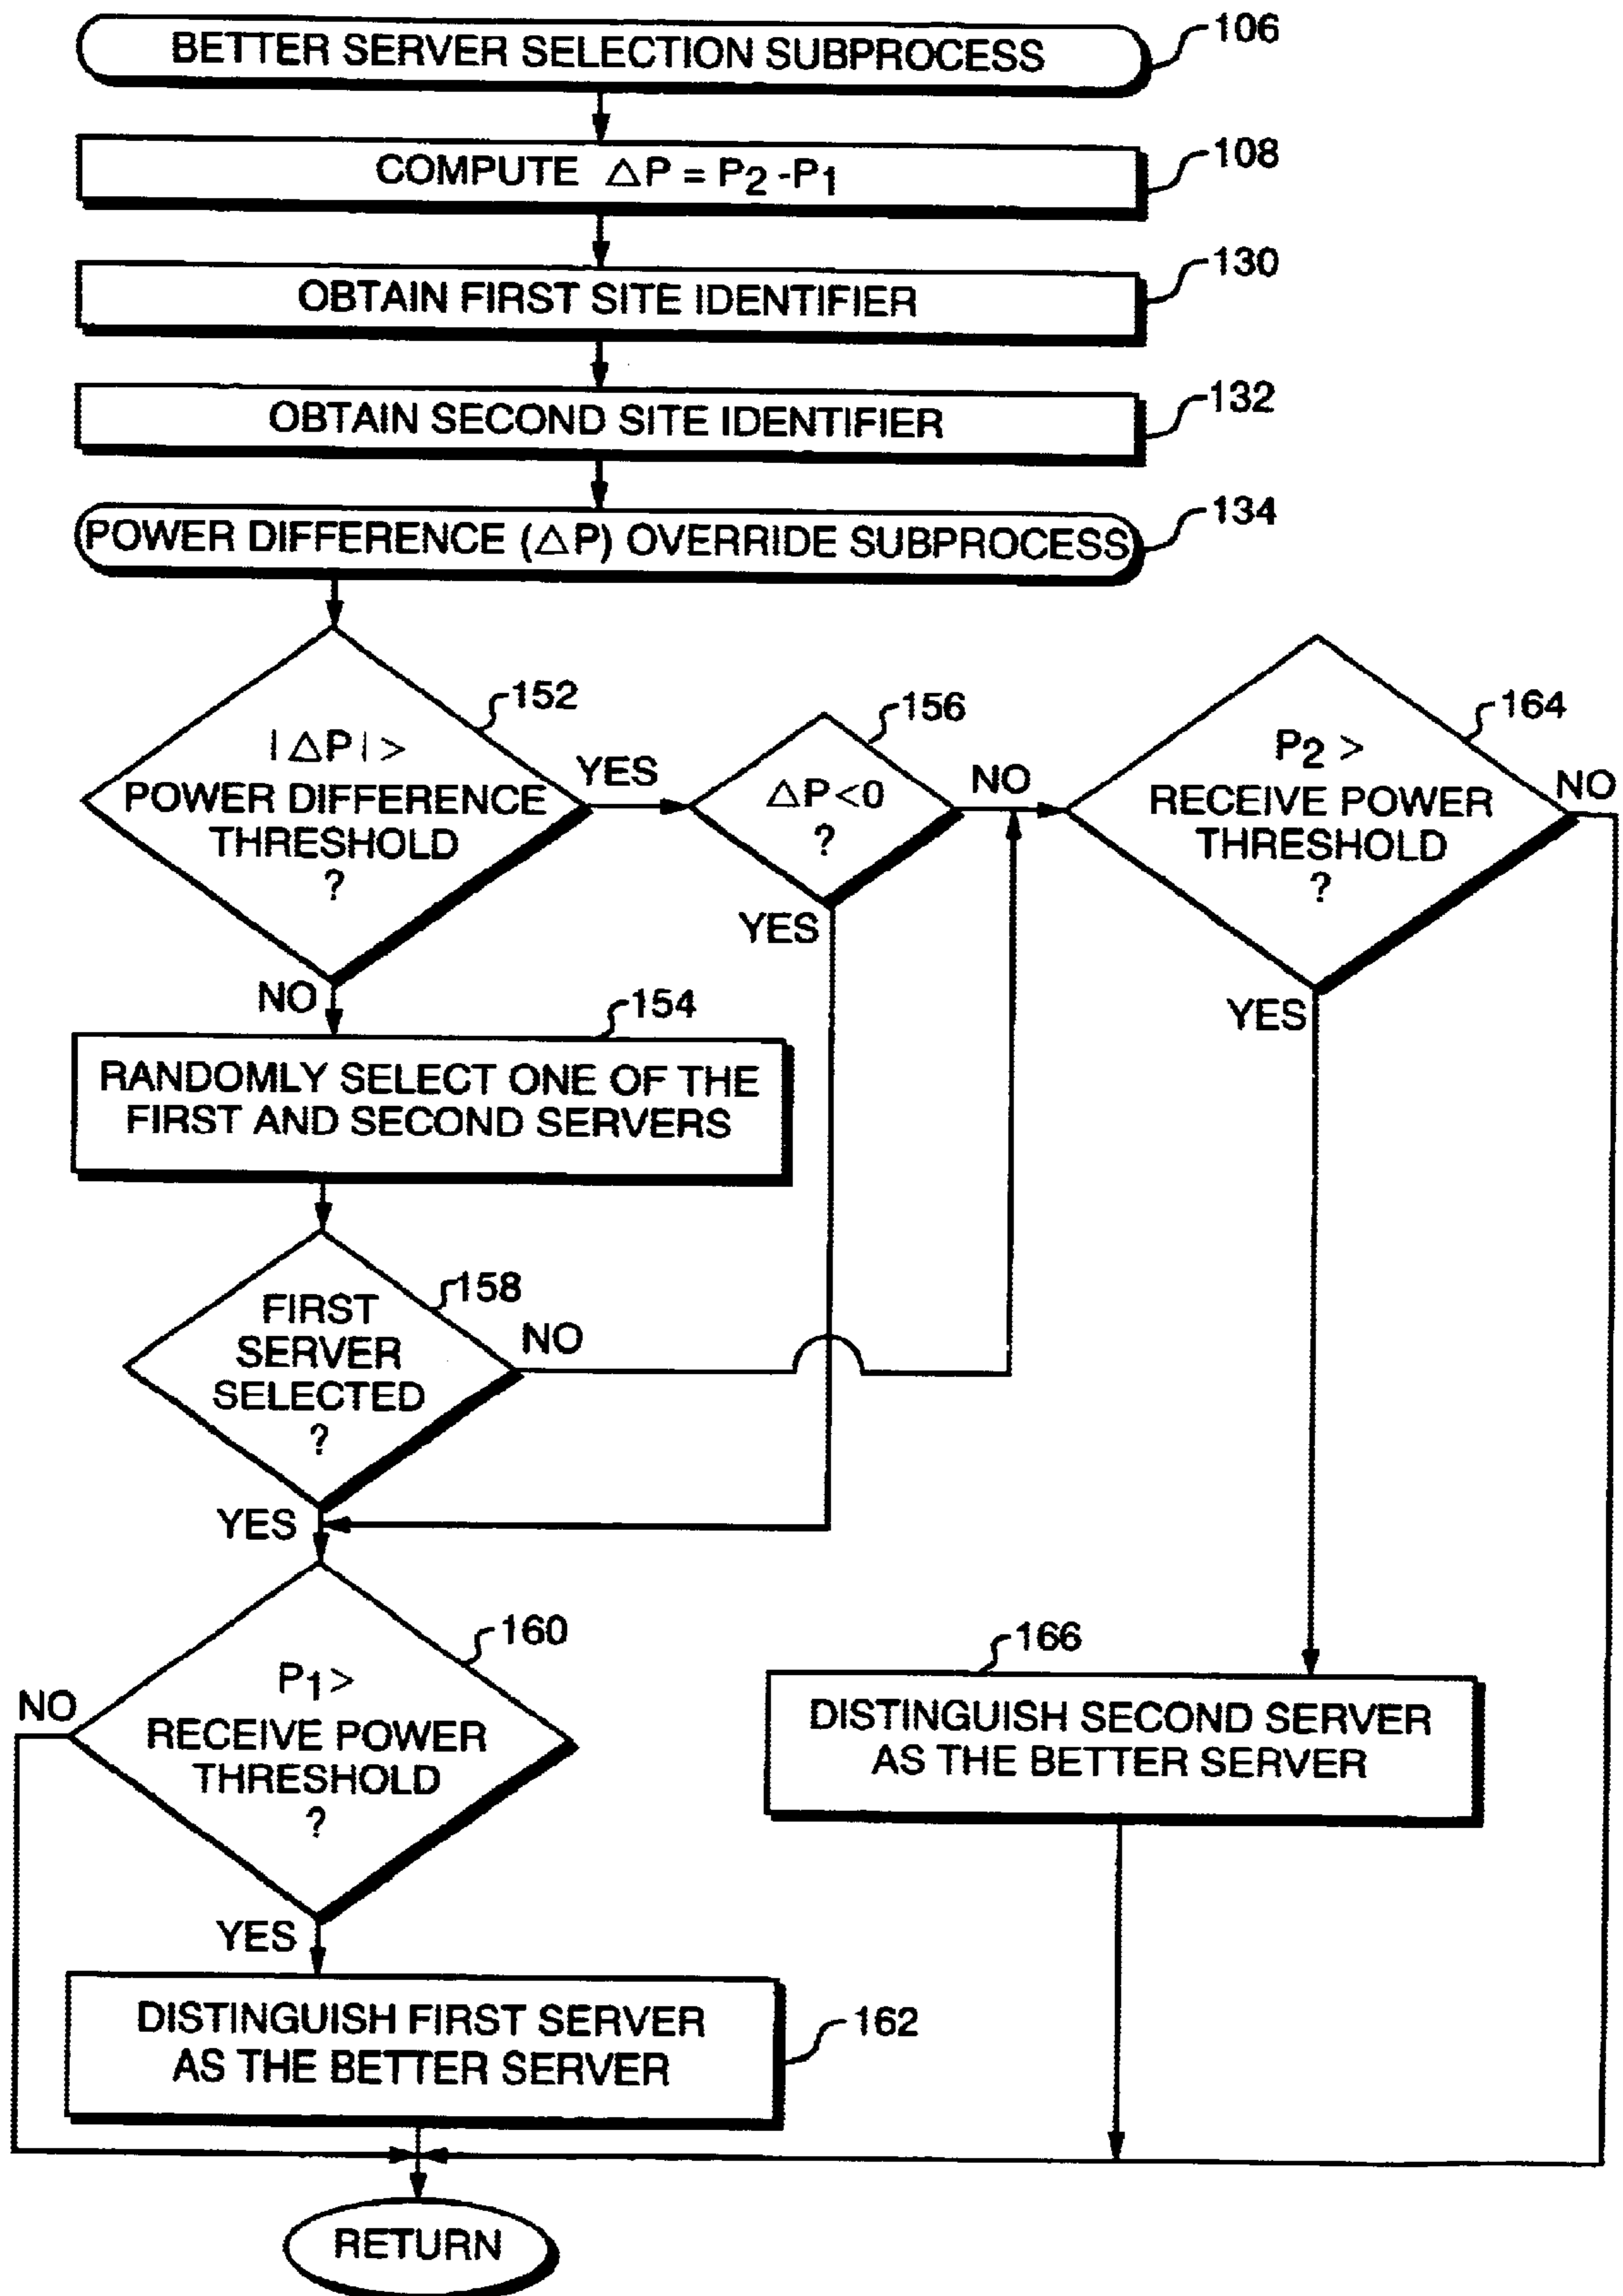 BETTER SERVER SELECTION SUBPROCESS
106
COMPUTE △P = P2 -P1
108
OBTAIN FIRST SITE IDENTIFIER
130
OBTAIN SECOND SITE IDENTIFIER
132
POWER DIFFERENCE (△P) OVERRIDE SUBPROCESS
134
|△P| >
POWER DIFFERENCE
THRESHOLD
?
152
YES
NO
△P<0
?
156
NO
YES
P2 >
RECEIVE POWER
THRESHOLD
?
164
NO
YES
154
RANDOMLY SELECT ONE OF THE
FIRST AND SECOND SERVERS
FIRST
SERVER
SELECTED
?
158
NO
YES
P1 >
RECEIVE POWER
THRESHOLD
?
160
NO
YES
166
DISTINGUISH SECOND SERVER
AS THE BETTER SERVER
DISTINGUISH FIRST SERVER
AS THE BETTER SERVER
162
RETURN